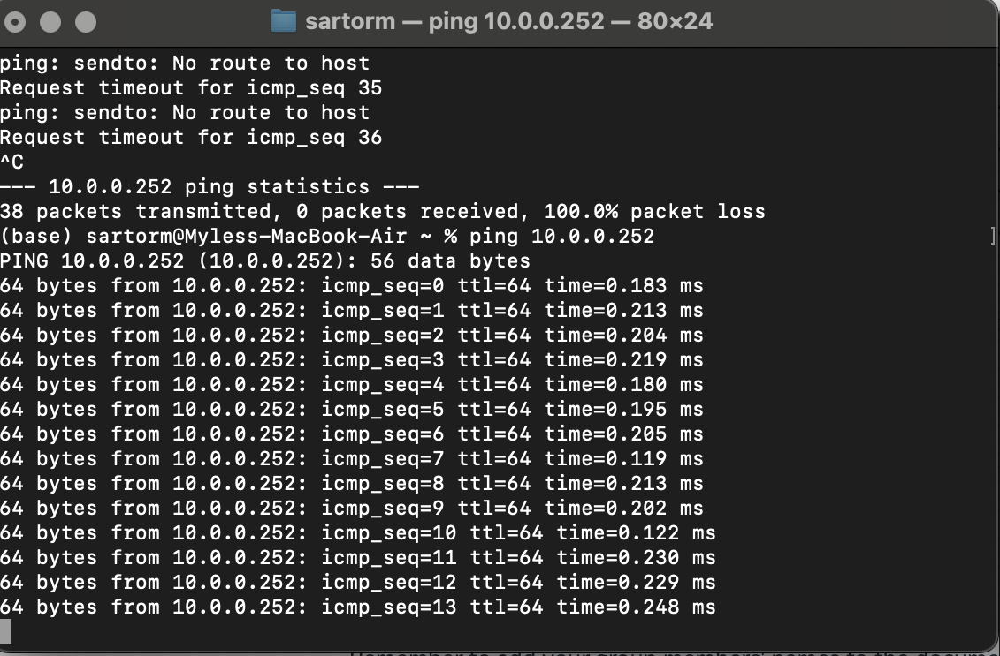 sartorm — ping 10.0.0.252 — 80×24
ping: sendto: No route to host
Request timeout for icmp_seq 35
ping: sendto: No route to host
Request timeout for icmp_seq 36
^C
--- 10.0.0.252 ping statistics ---
38 packets transmitted, 0 packets received, 100.0% packet loss
(base) sartorm@Myless-MacBook-Air ~ % ping 10.0.0.252 ]
PING 10.0.0.252 (10.0.0.252): 56 data bytes
64 bytes from 10.0.0.252: icmp_seq=0 ttl=64 time=0.183 ms
64 bytes from 10.0.0.252: icmp_seq=1 ttl=64 time=0.213 ms
64 bytes from 10.0.0.252: icmp_seq=2 ttl=64 time=0.204 ms
64 bytes from 10.0.0.252: icmp_seq=3 ttl=64 time=0.219 ms
64 bytes from 10.0.0.252: icmp_seq=4 ttl=64 time=0.180 ms
64 bytes from 10.0.0.252: icmp_seq=5 ttl=64 time=0.195 ms
64 bytes from 10.0.0.252: icmp_seq=6 ttl=64 time=0.205 ms
64 bytes from 10.0.0.252: icmp_seq=7 ttl=64 time=0.119 ms
64 bytes from 10.0.0.252: icmp_seq=8 ttl=64 time=0.213 ms
64 bytes from 10.0.0.252: icmp_seq=9 ttl=64 time=0.202 ms
64 bytes from 10.0.0.252: icmp_seq=10 ttl=64 time=0.122 ms
64 bytes from 10.0.0.252: icmp_seq=11 ttl=64 time=0.230 ms
64 bytes from 10.0.0.252: icmp_seq=12 ttl=64 time=0.229 ms
64 bytes from 10.0.0.252: icmp_seq=13 ttl=64 time=0.248 ms